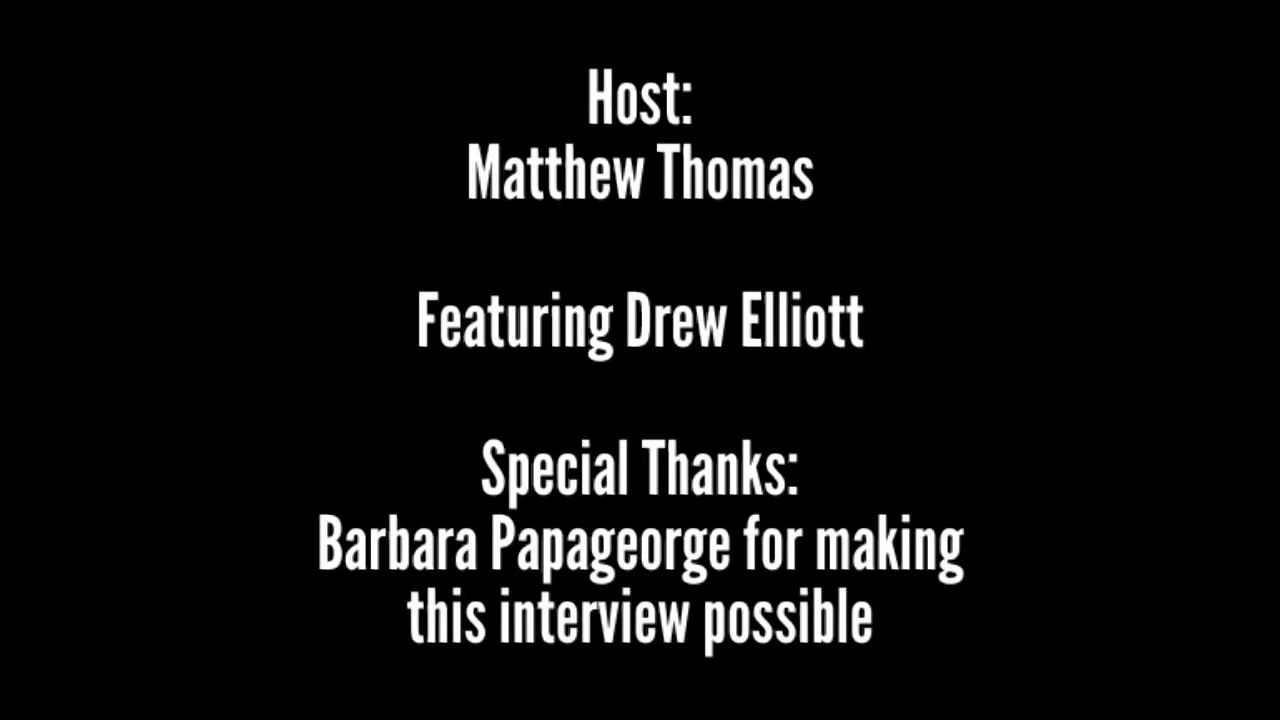 Host:
Matthew Thomas
Featuring Drew Elliott
Special Thanks:
Barbara Papageorge for making
this interview possible